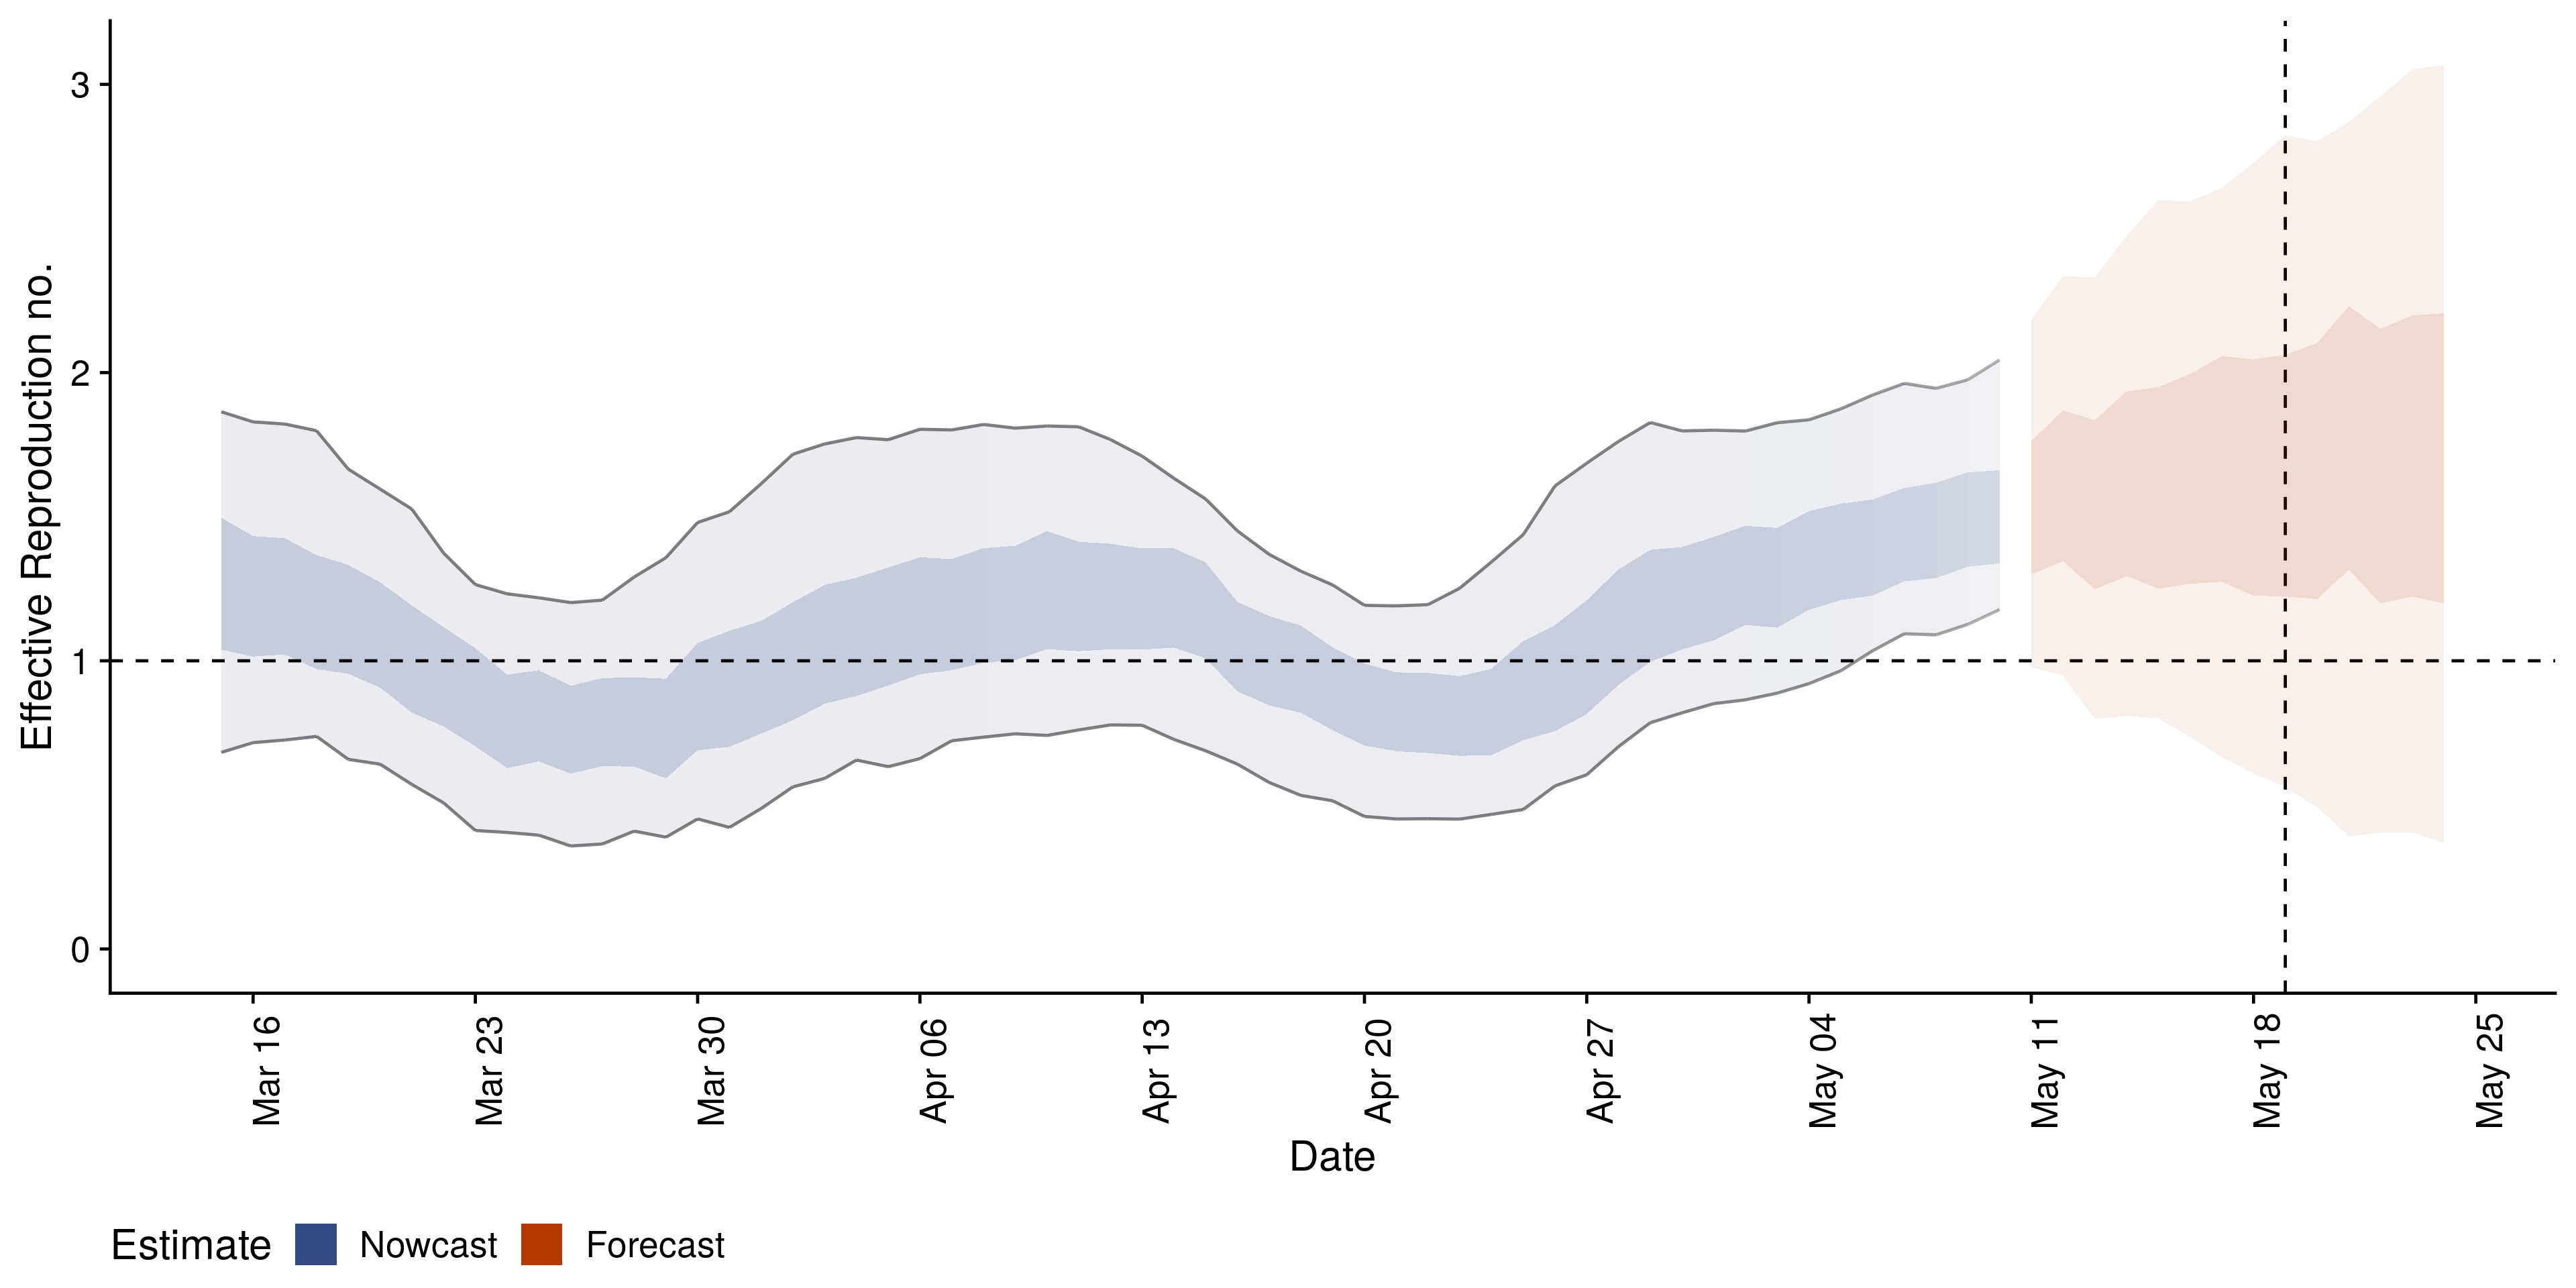 Effective Reproduction no.
3
2
1
0
Mar 16
Mar 23
Mar 30
Apr 06
Apr 13
Apr 20
Apr 27
May 04
May 11
May 18
May 25
Date
Estimate Nowcast Forecast